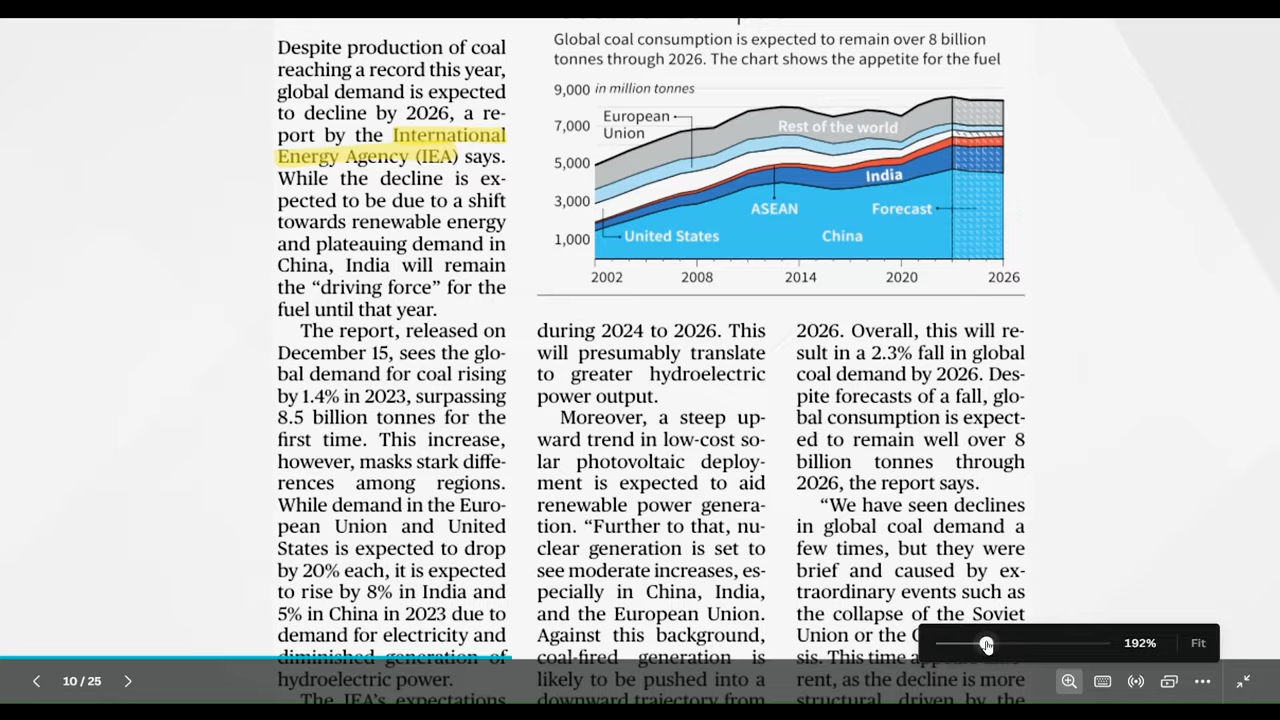 Despite production of coal
reaching a record this year,
global demand is expected
to decline by 2026, a re-
port by the International
Energy Agency (IEA) says.
While the decline is ex-
pected to be due to a shift
towards renewable energy
and plateauing demand in
China, India will remain
the “driving force” for the
fuel until that year.
The report, released on
December 15, sees the glo-
bal demand for coal rising
by 1.4% in 2023, surpassing
8.5 billion tonnes for the
first time. This increase,
however, masks stark diffe-
rences among regions.
While demand in the Euro-
pean Union and United
States is expected to drop
by 20% each, it is expected
to rise by 8% in India and
5% in China in 2023 due to
demand for electricity and
diminished generation of
hydroelectric power.
The IEA's expectations
Global coal consumption is expected to remain over 8 billion
tonnes through 2026. The chart shows the appetite for the fuel
9,000 in million tonnes
7,000
5,000
3,000
1,000
European
Union
Rest of the world
India
ASEAN
Forecast
United States
China
2002 2008 2014 2020 2026
during 2024 to 2026. This
will presumably translate
to greater hydroelectric
power output.
Moreover, a steep up-
ward trend in low-cost so-
lar photovoltaic deploy-
ment is expected to aid
renewable power genera-
tion. “Further to that, nu-
clear generation is set to
see moderate increases, es-
pecially in China, India,
and the European Union.
Against this background,
coal-fired generation is
likely to be pushed into a
downward trajectory from
2026. Overall, this will re-
sult in a 2.3% fall in global
coal demand by 2026. Des-
pite forecasts of a fall, glo-
bal consumption is expect-
ed to remain well over 8
billion tonnes through
2026, the report says.
“We have seen declines
in global coal demand a
few times, but they were
brief and caused by ex-
traordinary events such as
the collapse of the Soviet
Union or the
sis. This time
rent, as the decline is more
structural, driven by the
192% Fit
10 / 25